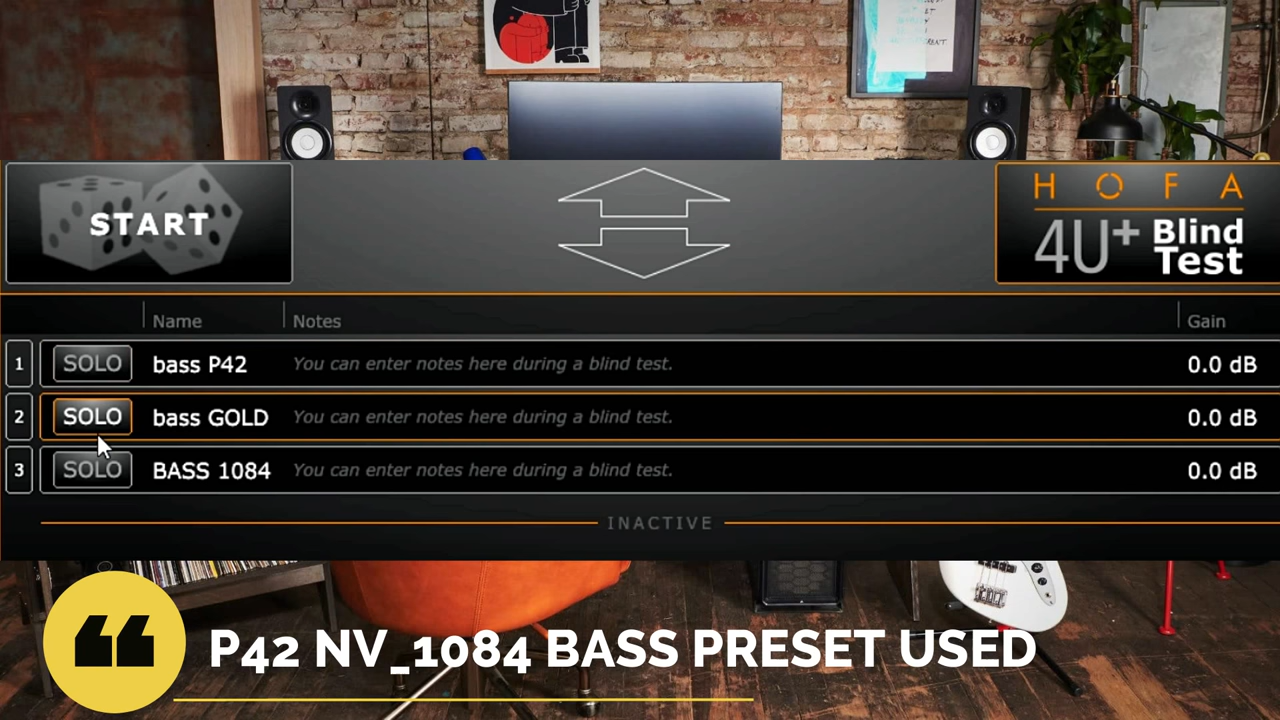 ET
Y
I
ERENT.
START
HOFA
4U+ Blind Test
Name Notes Gain
1 SOLO bass P42 You can enter notes here during a blind test. 0.0 dB
2 SOLO bass GOLD You can enter notes here during a blind test. 0.0 dB
3 SOLO BASS 1084 You can enter notes here during a blind test. 0.0 dB
INACTIVE
❝ P42 NV_1084 BASS PRESET USED